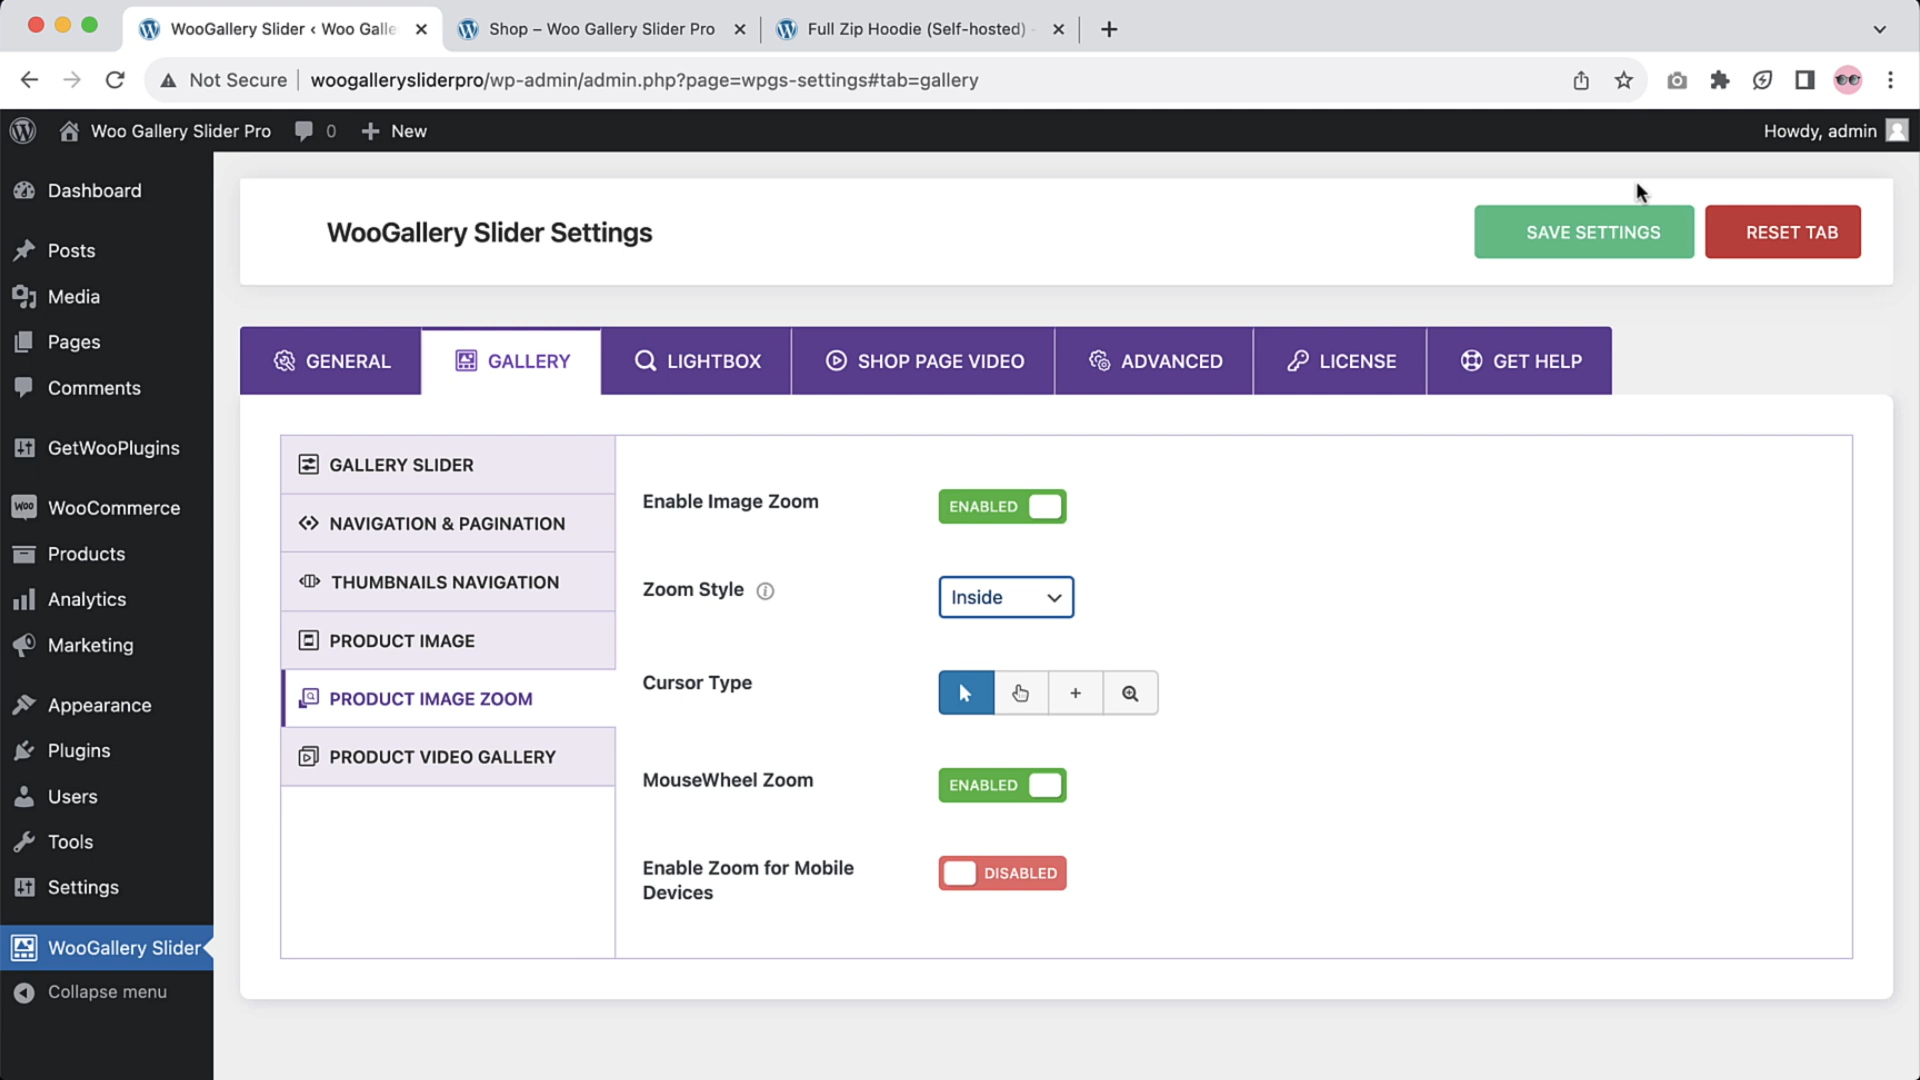 WooGallery Slider ‹ Woo Galle
Shop – Woo Gallery Slider Pro
Full Zip Hoodie (Self-hosted)
Not Secure
woogallerysliderpro/wp-admin/admin.php?page=wpgs-settings#tab=gallery
Woo Gallery Slider Pro
0
New
Howdy, admin
Dashboard
Posts
Media
Pages
Comments
GetWooPlugins
WooCommerce
Products
Analytics
Marketing
Appearance
Plugins
Users
Tools
Settings
WooGallery Slider
Collapse menu
WooGallery Slider Settings
SAVE SETTINGS
RESET TAB
GENERAL
GALLERY
LIGHTBOX
SHOP PAGE VIDEO
ADVANCED
LICENSE
GET HELP
GALLERY SLIDER
NAVIGATION & PAGINATION
THUMBNAILS NAVIGATION
PRODUCT IMAGE
PRODUCT IMAGE ZOOM
PRODUCT VIDEO GALLERY
Enable Image Zoom
ENABLED
Zoom Style
Inside
Cursor Type
MouseWheel Zoom
ENABLED
Enable Zoom for Mobile
Devices
DISABLED